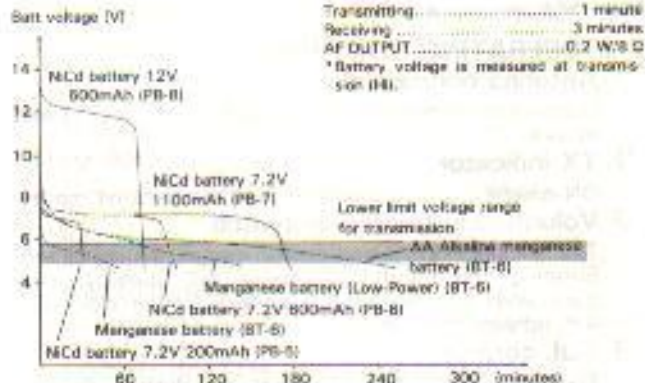 Batt voltage [V]
Transmitting 1 minute
Receiving 3 minutes
AF OUTPUT 0.2 W/8 Ω
* Battery voltage is measured at transmis-
sion (HI).
14
12
10
8
6
4
NiCd battery 12V
600mAh (PB-8)
NiCd battery 7.2V
1100mAh (PB-7)
Lower limit voltage range
for transmission
AA Alkaline manganese
battery (BT-6)
Manganese battery (Low-Power) (BT-6)
NiCd battery 7.2V 600mAh (PB-6)
Manganese battery (BT-6)
NiCd battery 7.2V 200mAh (PB-5)
60 120 180 240 300 (minutes)
TX indicator